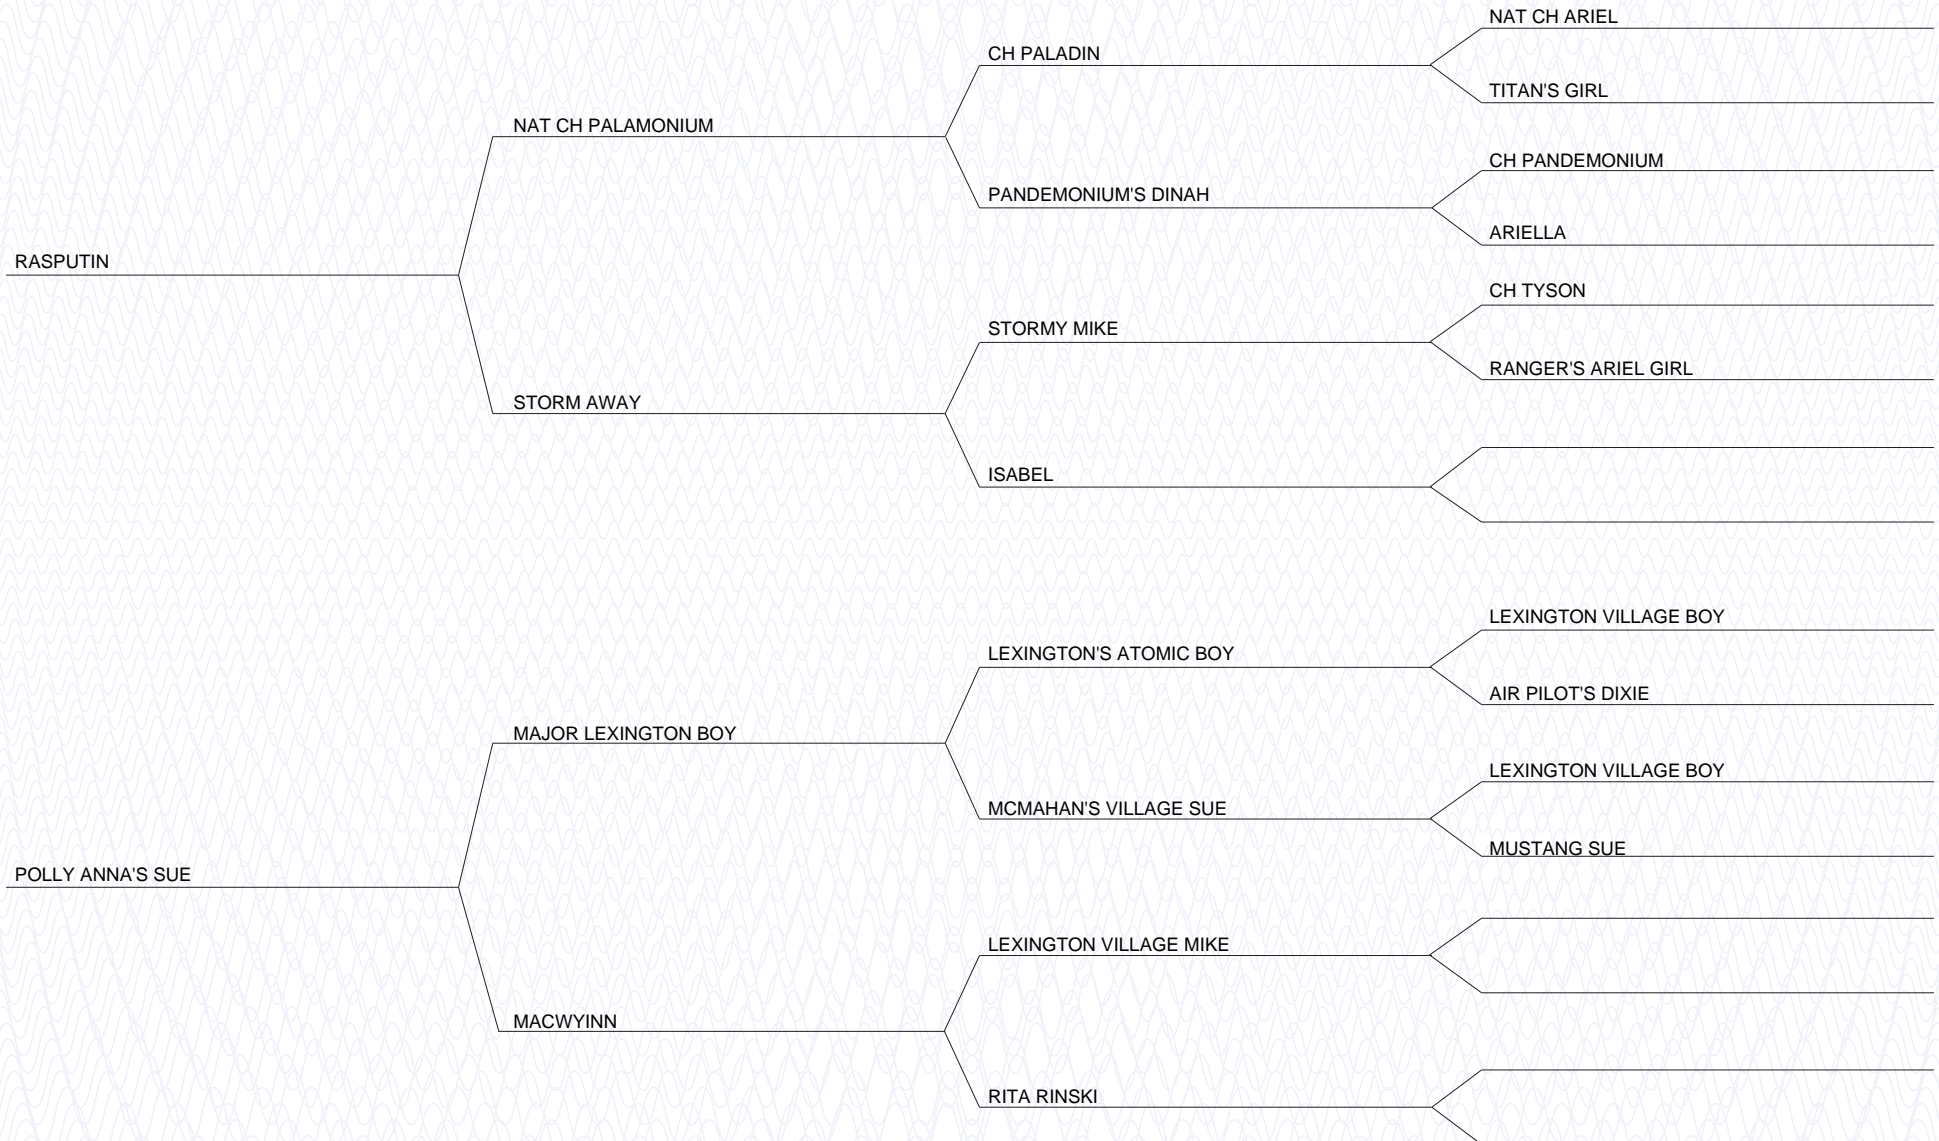 NAT CH ARIEL
CH PALADIN
TITAN'S GIRL
NAT CH PALAMONIUM
CH PANDEMONIUM
PANDEMONIUM'S DINAH
ARIELLA
RASPUTIN
CH TYSON
STORMY MIKE
RANGER'S ARIEL GIRL
STORM AWAY
ISABEL
LEXINGTON VILLAGE BOY
LEXINGTON'S ATOMIC BOY
AIR PILOT'S DIXIE
MAJOR LEXINGTON BOY
LEXINGTON VILLAGE BOY
MCMAHAN'S VILLAGE SUE
MUSTANG SUE
POLLY ANNA'S SUE
LEXINGTON VILLAGE MIKE
MACWYINN
RITA RINSKI